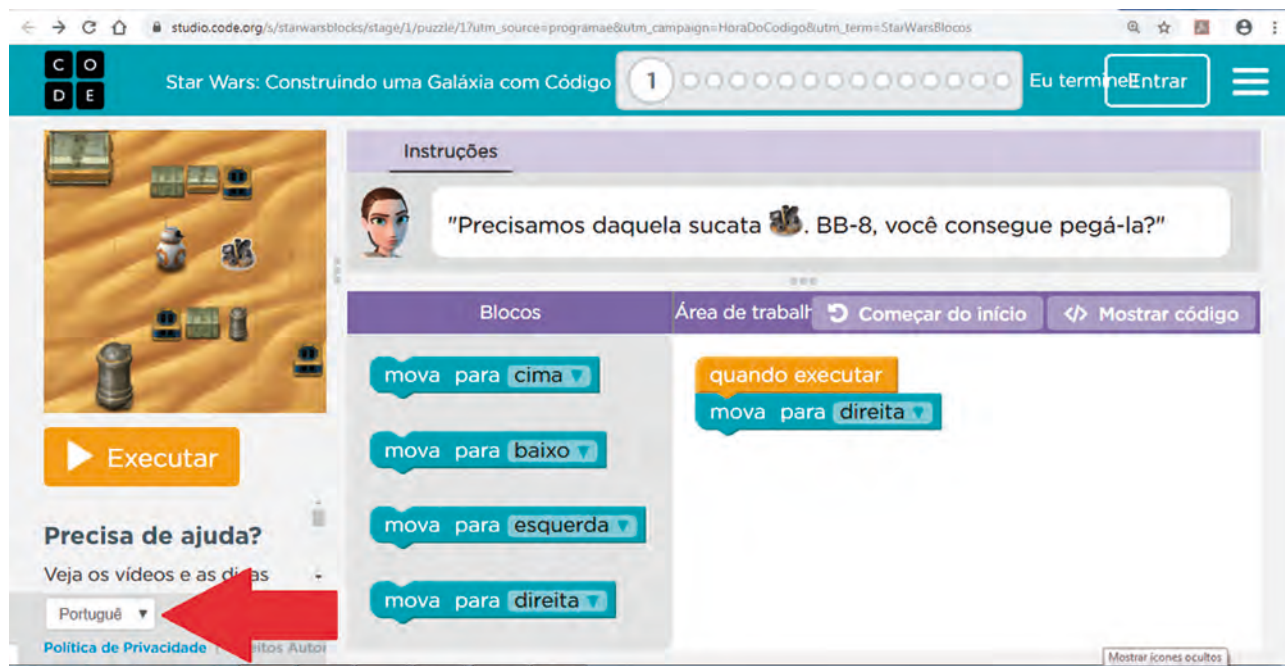 studio.code.org/s/starwarsblocks/stage/1/puzzle/1?utm_source=programae&utm_campaign=HoraDoCodigo&utm_term=StarWarsBlocos
C O
D E
Star Wars: Construindo uma Galáxia com Código
1
Eu terminei
Entrar
Instruções
"Precisamos daquela sucata. BB-8, você consegue pegá-la?"
Blocos
Área de trabalh
Começar do início
</> Mostrar código
mova para cima
mova para baixo
mova para esquerda
mova para direita
quando executar
mova para direita
Executar
Precisa de ajuda?
Veja os vídeos e as
Portuguê
Política de Privacidade
Autor
Mostrar ícones ocultos